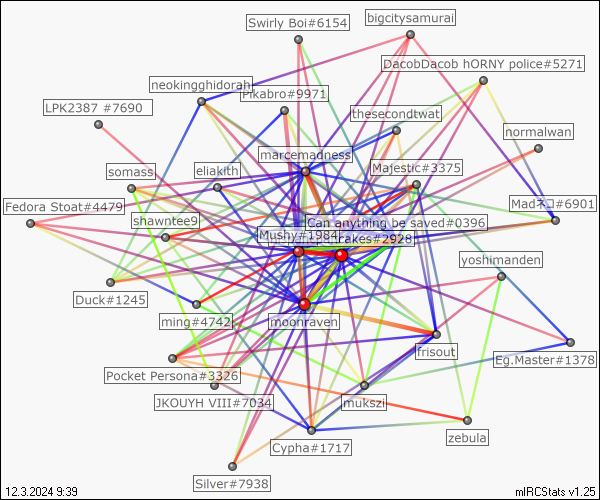 Swirly Boi#6154
bigcitysamurai
DacobDacob hORNY police#5271
neokingghidorah
Pikabro#9971
LPK2387 #7690
thesecondtwat
normalwan
marcemadness
somass
eliakith
Majestic#3375
Fedora Stoat#4479
Madネコ#6901
shawntee9
Can anything be saved#0396
Mushy#1984
rakes#2928
yoshimanden
Duck#1245
ming#4742
moonraven
frisout
Eg.Master#1378
Pocket Persona#3326
JKOUYH VIII#7034
mukszi
zebula
Cypha#1717
Silver#7938
12.3.2024 9:39
mIRCStats v1.25